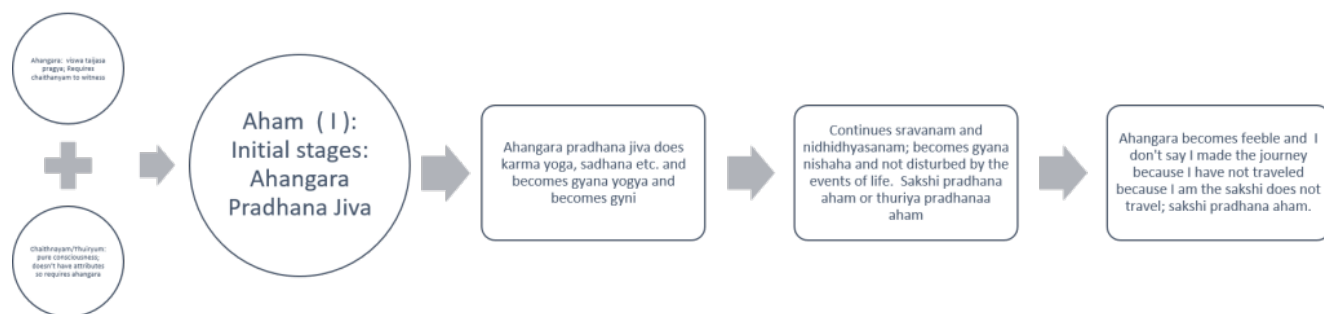 Ahangara: viswa taijasa
pragya; Requires
chaithanyam to witness
Chaithnayam/Thuiryum:
pure consciousness;
doesn't have attributes
so requires ahangara
Aham ( I ):
Initial stages:
Ahangara
Pradhana Jiva
Ahangara pradhana jiva does
karma yoga, sadhana etc. and
becomes gyana yogya and
becomes gyni
Continues sravanam and
nidhidhyasanam; becomes gyana
nishaha and not disturbed by the
events of life. Sakshi pradhana
aham or thuriya pradhanaa
aham
Ahangara becomes feeble and I
don't say I made the journey
because I have not traveled
because I am the sakshi does not
travel; sakshi pradhana aham.